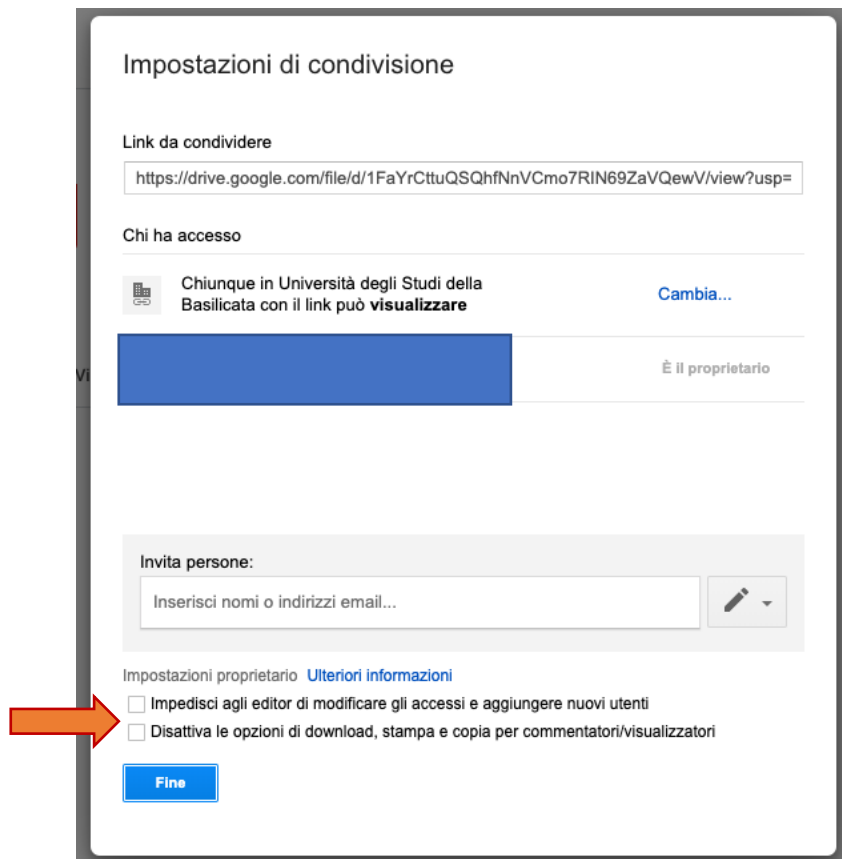 Impostazioni di condivisione
Link da condividere
https://drive.google.com/file/d/1FaYrCttuQSQhfNnVCmo7RIN69ZaVQewV/view?usp=
Chi ha accesso
Chiunque in Università degli Studi della
Basilicata con il link può visualizzare
Cambia...
È il proprietario
Vi
Invita persone:
Inserisci nomi o indirizzi email...
Impostazioni proprietario Ulteriori informazioni
Impedisci agli editor di modificare gli accessi e aggiungere nuovi utenti
Disattiva le opzioni di download, stampa e copia per commentatori/visualizzatori
Fine